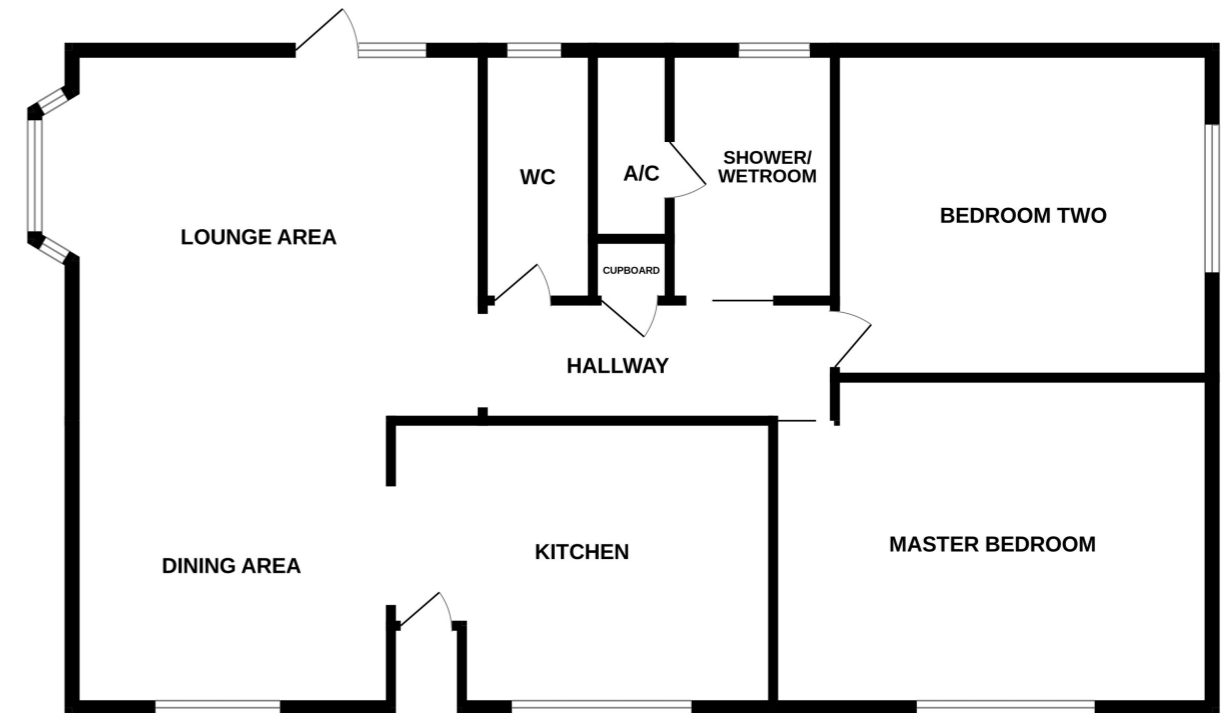 WC
A/C
SHOWER/
WETROOM
BEDROOM TWO
LOUNGE AREA
CUPBOARD
HALLWAY
KITCHEN
MASTER BEDROOM
DINING AREA